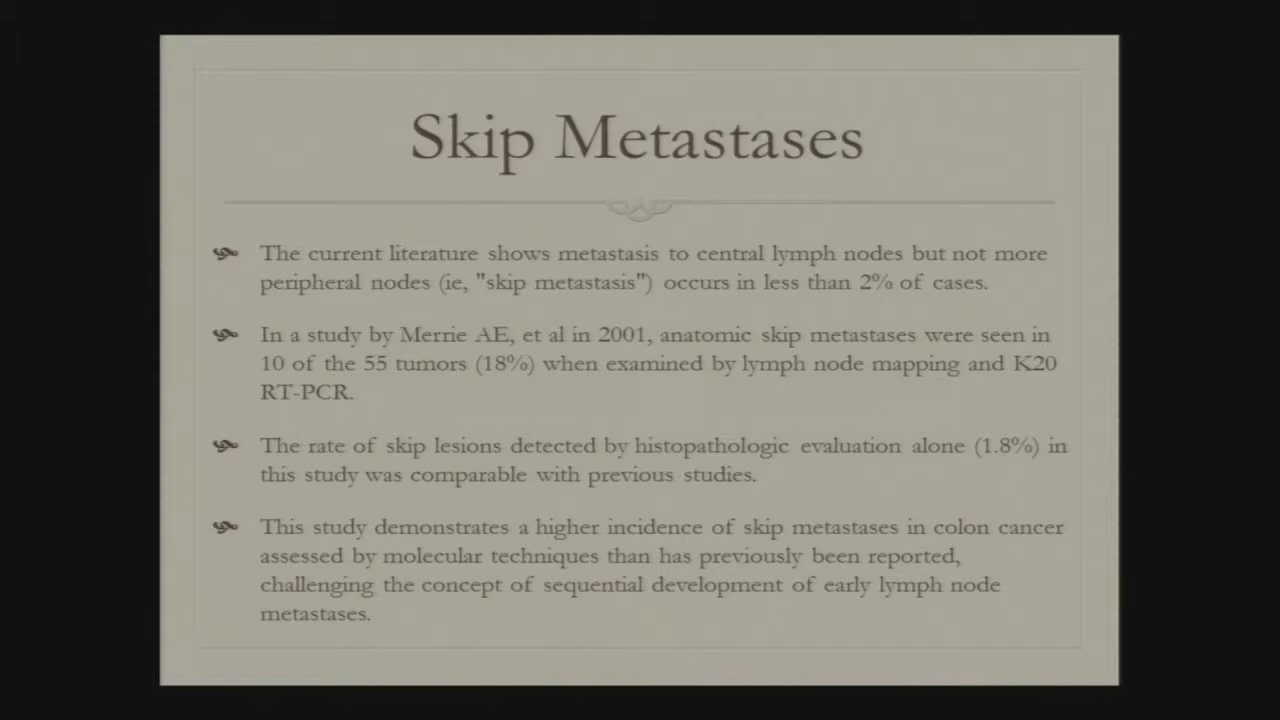 Skip Metastases
The current literature shows metastasis to central lymph nodes but not more
peripheral nodes (ie, "skip metastasis") occurs in less than 2% of cases.
In a study by Merrie AE, et al in 2001, anatomic skip metastases were seen in
10 of the 55 tumors (18%) when examined by lymph node mapping and K20
RT-PCR.
The rate of skip lesions detected by histopathologic evaluation alone (1.8%) in
this study was comparable with previous studies.
This study demonstrates a higher incidence of skip metastases in colon cancer
assessed by molecular techniques than has previously been reported,
challenging the concept of sequential development of early lymph node
metastases.